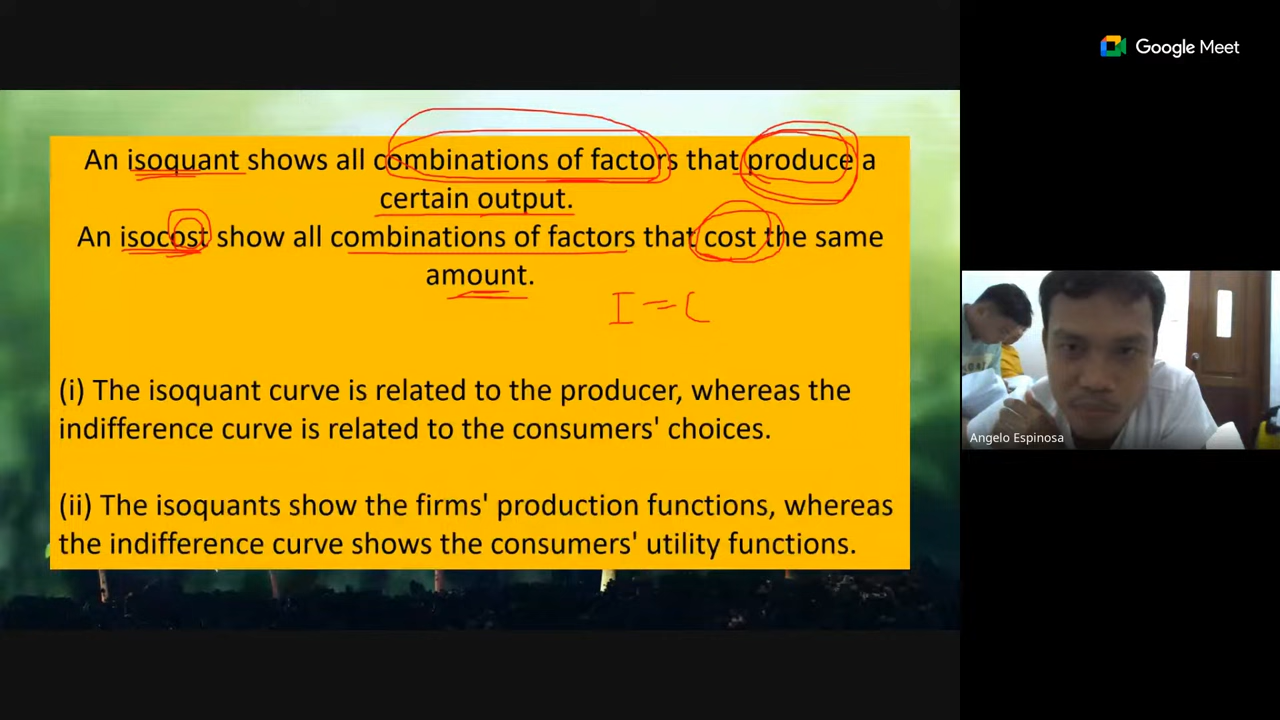 Google Meet
An isoquant shows all combinations of factors that produce a
certain output.
An isocost show all combinations of factors that cost the same
amount.
I = C
(i) The isoquant curve is related to the producer, whereas the
indifference curve is related to the consumers' choices.
(ii) The isoquants show the firms' production functions, whereas
the indifference curve shows the consumers' utility functions.
Angelo Espinosa